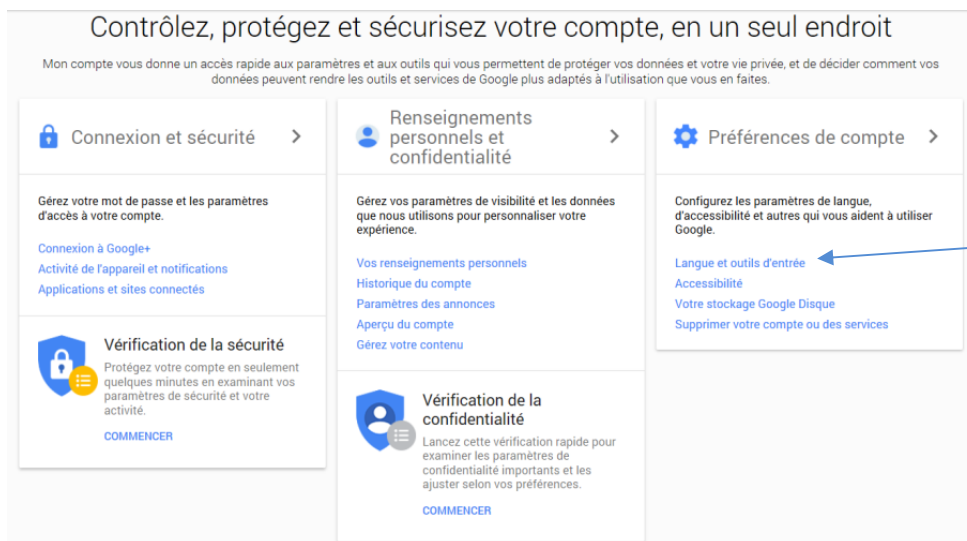 Contrôlez, protégez et sécurisez votre compte, en un seul endroit
Mon compte vous donne un accès rapide aux paramètres et aux outils qui vous permettent de protéger vos données et votre vie privée, et de décider comment vos
données peuvent rendre les outils et services de Google plus adaptés à l'utilisation que vous en faites.
Connexion et sécurité
Gérez votre mot de passe et les paramètres
d'accès à votre compte.
Connexion à Google+
Activité de l'appareil et notifications
Applications et sites connectés
Vérification de la sécurité
Protégez votre compte en seulement
quelques minutes en examinant vos
paramètres de sécurité et votre
activité.
COMMENCER
Renseignements
personnels et
confidentialité
Gérez vos paramètres de visibilité et les données
que nous utilisons pour personnaliser votre
expérience.
Vos renseignements personnels
Historique du compte
Paramètres des annonces
Aperçu du compte
Gérez votre contenu
Vérification de la
confidentialité
Lancez cette vérification rapide pour
examiner les paramètres de
confidentialité importants et les
ajuster selon vos préférences.
COMMENCER
Préférences de compte
Configurez les paramètres de langue,
d'accessibilité et autres qui vous aident à utiliser
Google.
Langue et outils d'entrée
Accessibilité
Votre stockage Google Disque
Supprimer votre compte ou des services